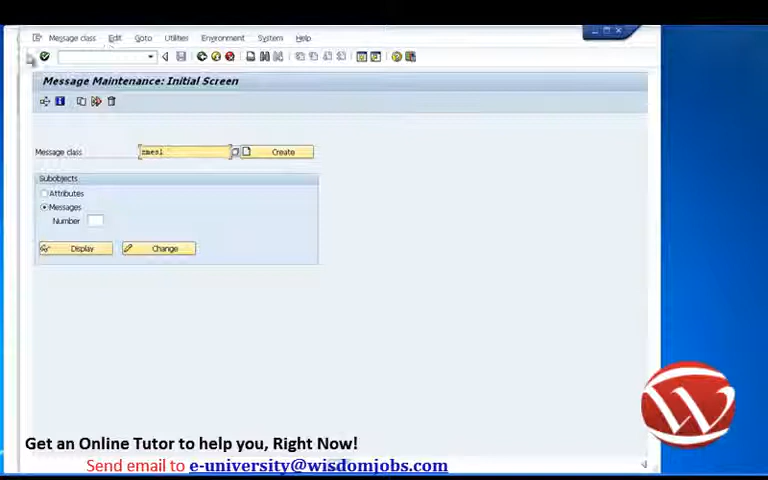 Message class Edit Goto Utilities Environment System Help
Message Maintenance: Initial Screen
Message class zmes1 Create
Subobjects
Attributes
Messages
Number
Display Change
W
Get an Online Tutor to help you, Right Now!
Send email to e-university@wisdomjobs.com